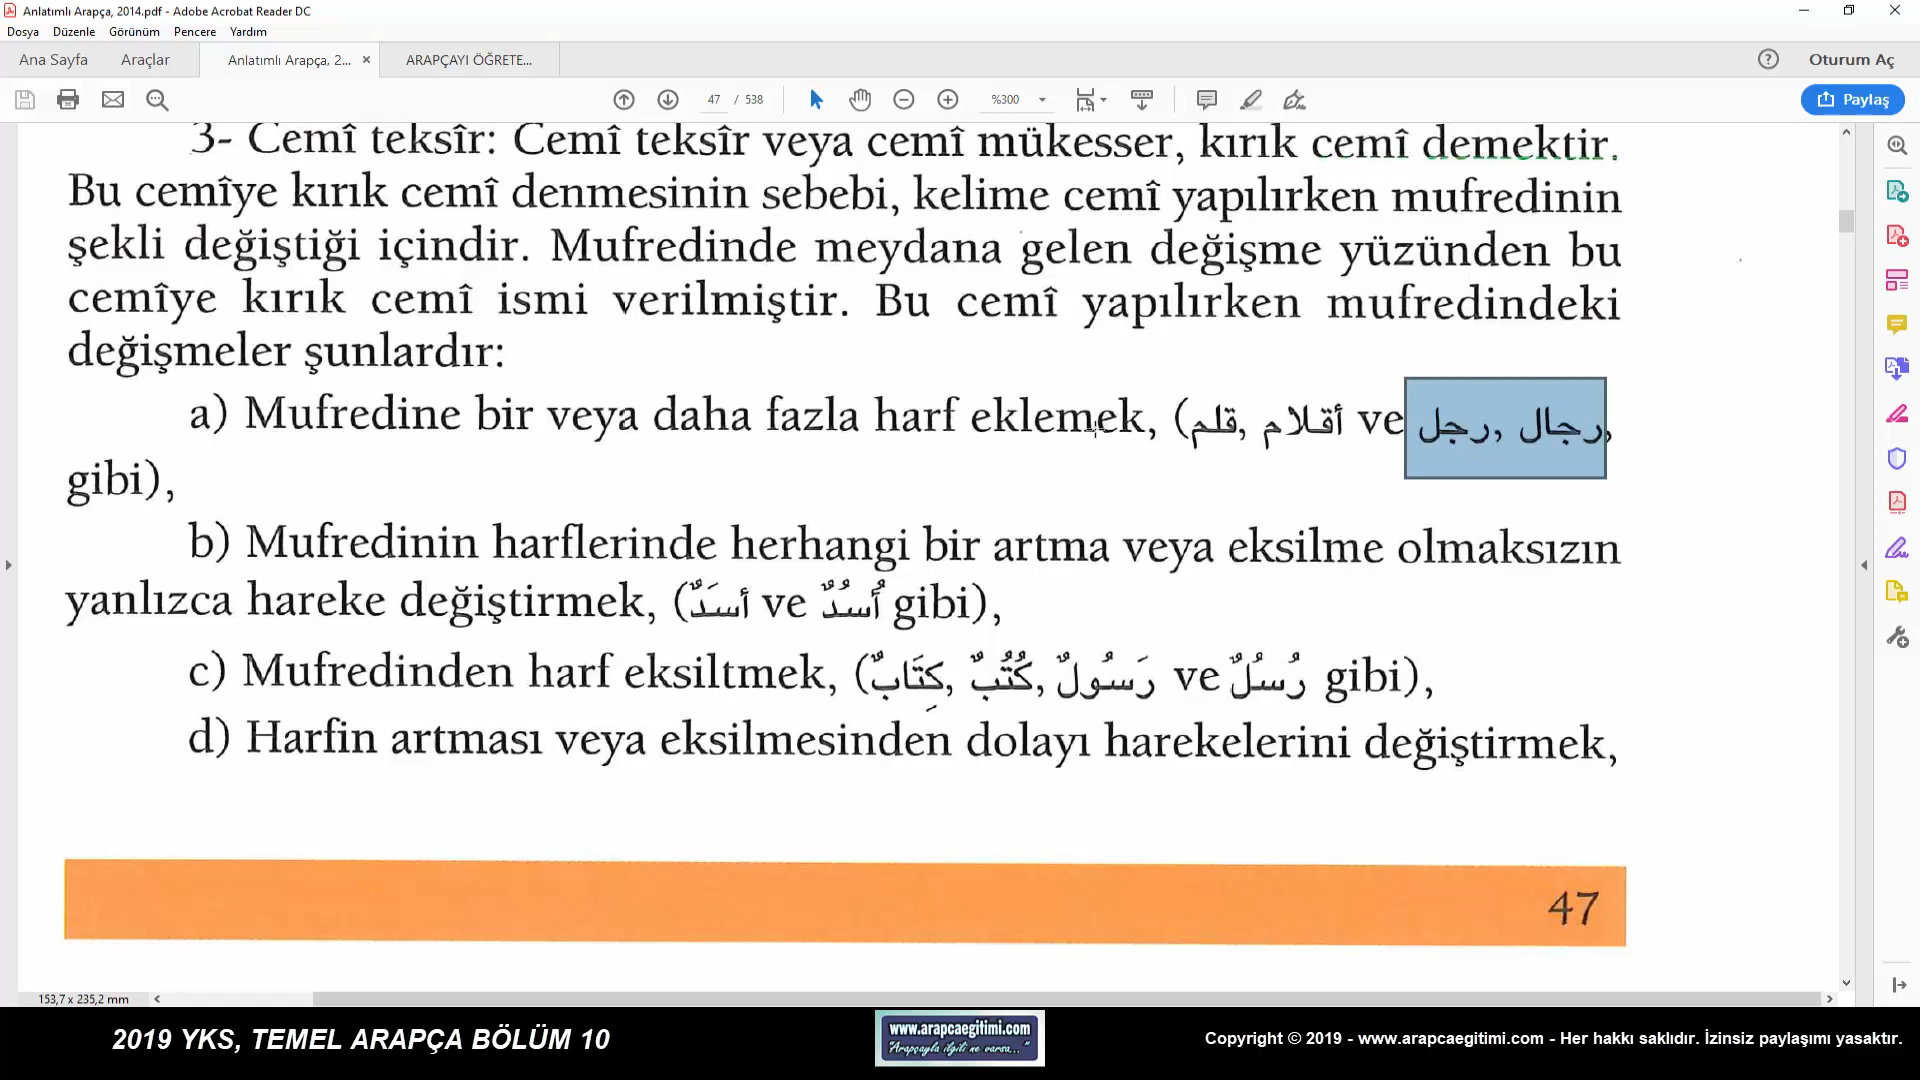 Anlatımlı Arapça, 2014.pdf - Adobe Acrobat Reader DC
Dosya Düzenle Görünüm Pencere Yardım
Ana Sayfa Araçlar Anlatımlı Arapça, 2... ARAPÇAYI ÖĞRETE... Oturum Aç
47 / 538 %300 Paylaş
3- Cemî teksîr: Cemî teksîr veya cemî mükesser, kırık cemî demektir.
Bu cemîye kırık cemî denmesinin sebebi, kelime cemî yapılırken mufredinin
şekli değiştiği içindir. Mufredinde meydana gelen değişme yüzünden bu
cemîye kırık cemî ismi verilmiştir. Bu cemî yapılırken mufredindeki
değişmeler şunlardır:
a) Mufredine bir veya daha fazla harf eklemek, (قلم, أقلام ve رجل, رجال,
gibi),
b) Mufredinin harflerinde herhangi bir artma veya eksilme olmaksızın
yanlızca hareke değiştirmek, (أسَدٌ ve أُسُدٌ gibi),
c) Mufredinden harf eksiltmek, (كِتَابٌ, كُتُبٌ, رَسُولٌ ve رُسُلٌ gibi),
d) Harfin artması veya eksilmesinden dolayı harekelerini değiştirmek,
47
153,7 x 235,2 mm
2019 YKS, TEMEL ARAPÇA BÖLÜM 10
www.arapcaegitimi.com
"Arapçayla ilgili ne varsa..."
Copyright © 2019 - www.arapcaegitimi.com - Her hakkı saklıdır. İzinsiz paylaşımı yasaktır.